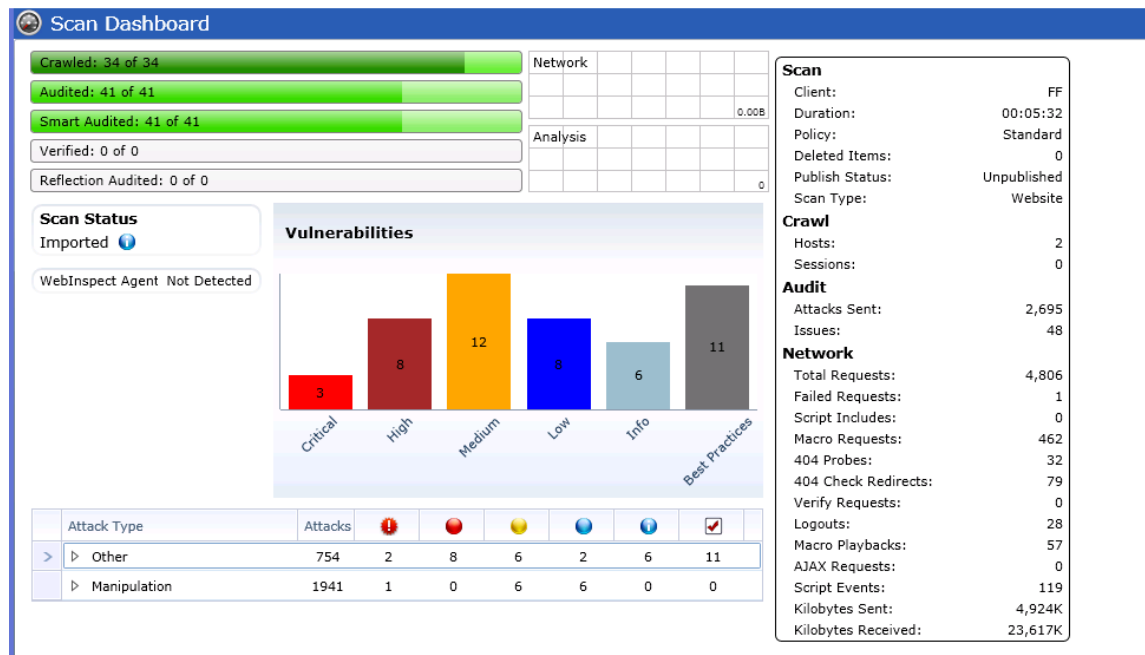 Scan Dashboard
Crawled: 34 of 34
Audited: 41 of 41
Smart Audited: 41 of 41
Verified: 0 of 0
Reflection Audited: 0 of 0
Network
0.00B
Analysis
0
Scan Status
Imported
WebInspect Agent Not Detected
Vulnerabilities
3
8
12
8
6
11
Critical
High
Medium
Low
Info
Best Practices
Attack Type Attacks
Other 754 2 8 6 2 6 11
Manipulation 1941 1 0 6 6 0 0
Scan
Client: FF
Duration: 00:05:32
Policy: Standard
Deleted Items: 0
Publish Status: Unpublished
Scan Type: Website
Crawl
Hosts: 2
Sessions: 0
Audit
Attacks Sent: 2,695
Issues: 48
Network
Total Requests: 4,806
Failed Requests: 1
Script Includes: 0
Macro Requests: 462
404 Probes: 32
404 Check Redirects: 79
Verify Requests: 0
Logouts: 28
Macro Playbacks: 57
AJAX Requests: 0
Script Events: 119
Kilobytes Sent: 4,924K
Kilobytes Received: 23,617K